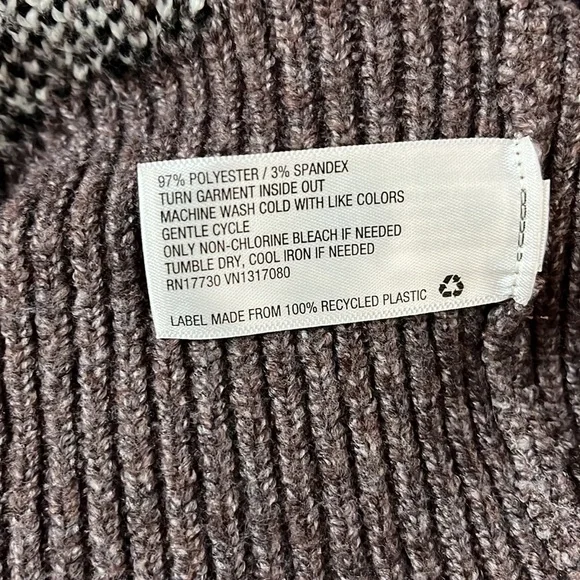 97% POLYESTER / 3% SPANDEX
TURN GARMENT INSIDE OUT
MACHINE WASH COLD WITH LIKE COLORS
GENTLE CYCLE
ONLY NON-CHLORINE BLEACH IF NEEDED
TUMBLE DRY, COOL IRON IF NEEDED
RN17730 VN1317080
LABEL MADE FROM 100% RECYCLED PLASTIC